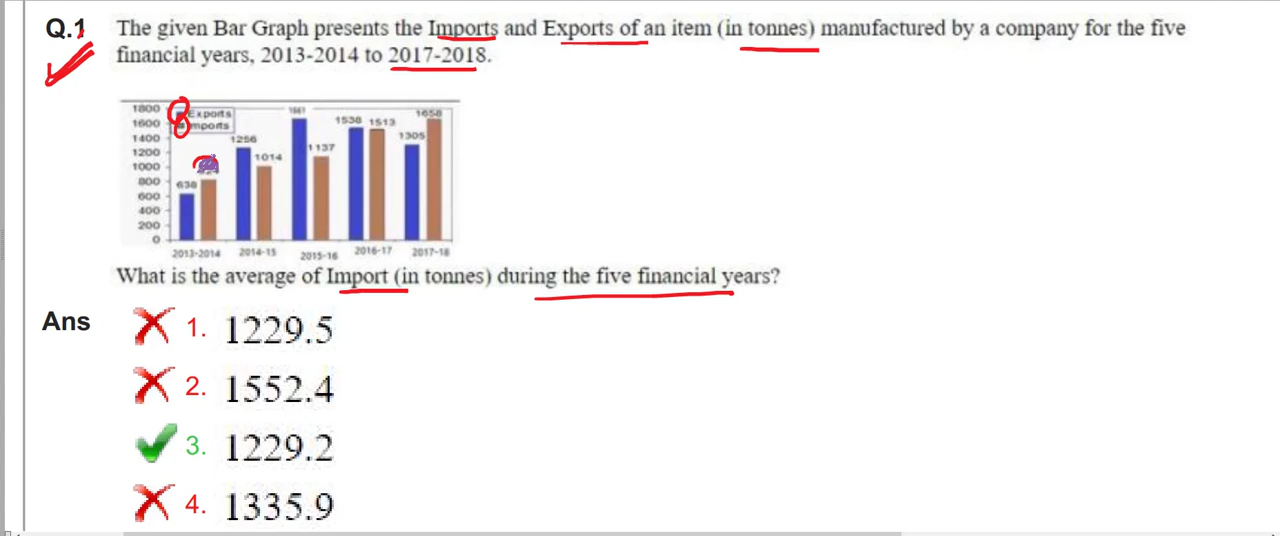 Q.1 The given Bar Graph presents the Imports and Exports of an item (in tonnes) manufactured by a company for the five
financial years, 2013-2014 to 2017-2018.
1800 Exports
1600 Imports
1400
1200
1000
800
600
400
200
0
638
1256 1014
1137
1538 1513
1305 1658
2013-2014 2014-15 2015-16 2016-17 2017-18
What is the average of Import (in tonnes) during the five financial years?
Ans 1. 1229.5
2. 1552.4
3. 1229.2
4. 1335.9